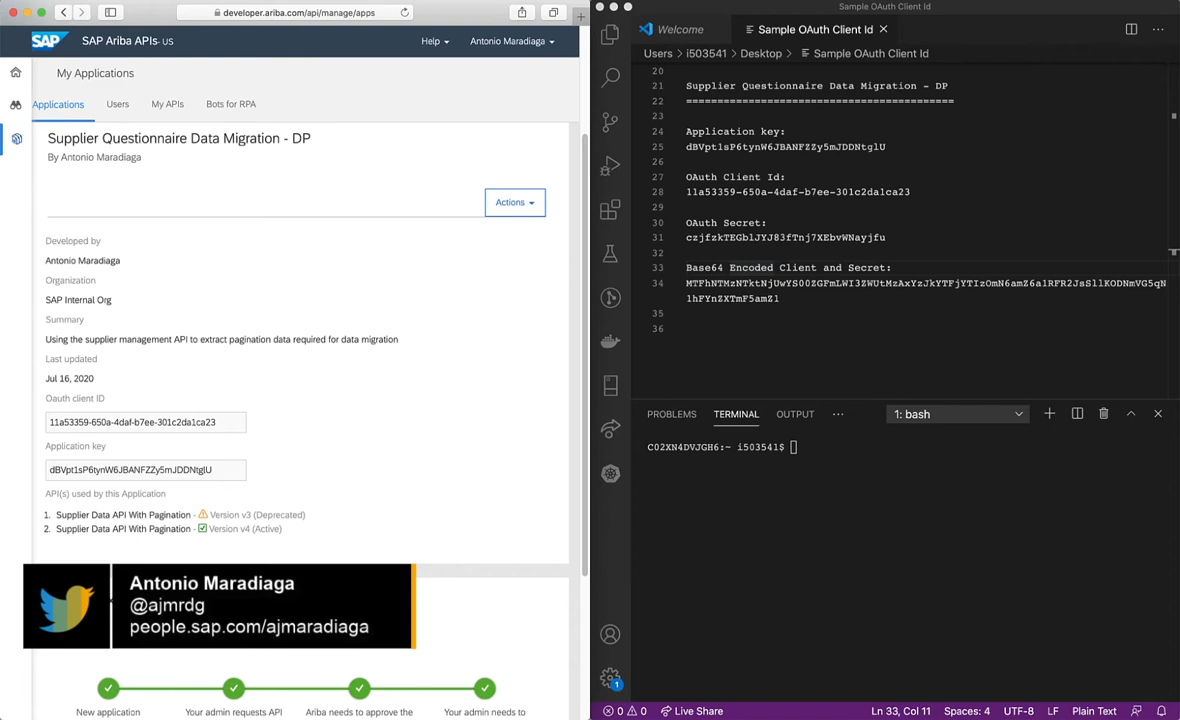 developer.ariba.com/api/manage/apps
SAP
SAP Ariba APIs- US
Help
Antonio Maradiaga
My Applications
Applications
Users
My APIs
Bots for RPA
Supplier Questionnaire Data Migration - DP
By Antonio Maradiaga
Actions
Developed by
Antonio Maradiaga
Organization
SAP Internal Org
Summary
Using the supplier management API to extract pagination data required for data migration
Last updated
Jul 16, 2020
Oauth client ID
11a53359-650a-4daf-b7ee-301c2da1ca23
Application key
dBVpt1sP6tynW6JBANFZZy5mJDDNtglU
API(s) used by this Application
1. Supplier Data API With Pagination - Version v3 (Deprecated)
2. Supplier Data API With Pagination - Version v4 (Active)
Antonio Maradiaga
@ajmrdg
people.sap.com/ajmaradiaga
New application
Your admin requests API
Ariba needs to approve the
Your admin needs to
Sample OAuth Client Id
Welcome
Sample OAuth Client Id
Users > i503541 > Desktop > Sample OAuth Client Id
20
21 Supplier Questionnaire Data Migration - DP
22 ==========================================
23
24 Application key:
25 dBVpt1sP6tynW6JBANFZZy5mJDDNtglU
26
27 OAuth Client Id:
28 11a53359-650a-4daf-b7ee-301c2da1ca23
29
30 OAuth Secret:
31 czjfzkTEGblJYJ83fTnj7XEbvWNayjfu
32
33 Base64 Encoded Client and Secret:
34 MTFhNTMzNTktNjUwYS00ZGFmLWI3ZWUtMzAxYzJkYTFjYTIzOmN6amZ6a1RFR2JsSllKODNmVG5qN
1hFYnZXTmF5amZ1
35
36
PROBLEMS
TERMINAL
OUTPUT
1: bash
C02XN4DVJGH6:~ i503541$
1
0
0
Live Share
Ln 33, Col 11
Spaces: 4
UTF-8
LF
Plain Text